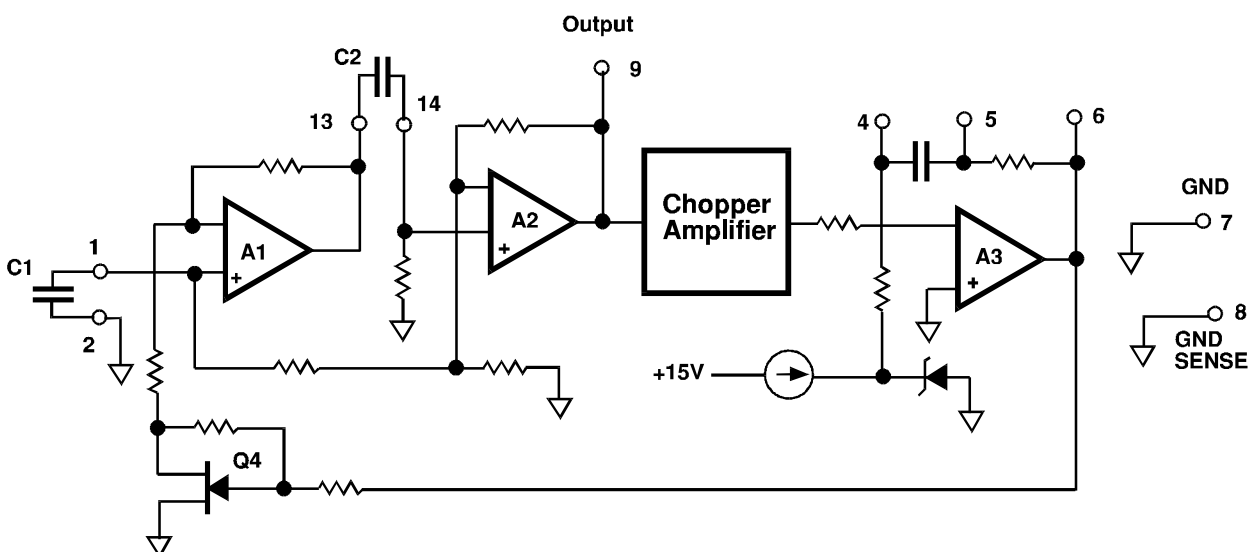 Output
9
C2
13
14
4
5
6
GND
7
Chopper
Amplifier
A1
+
A2
+
A3
+
C1
1
2
8
GND
SENSE
+15V
Q4